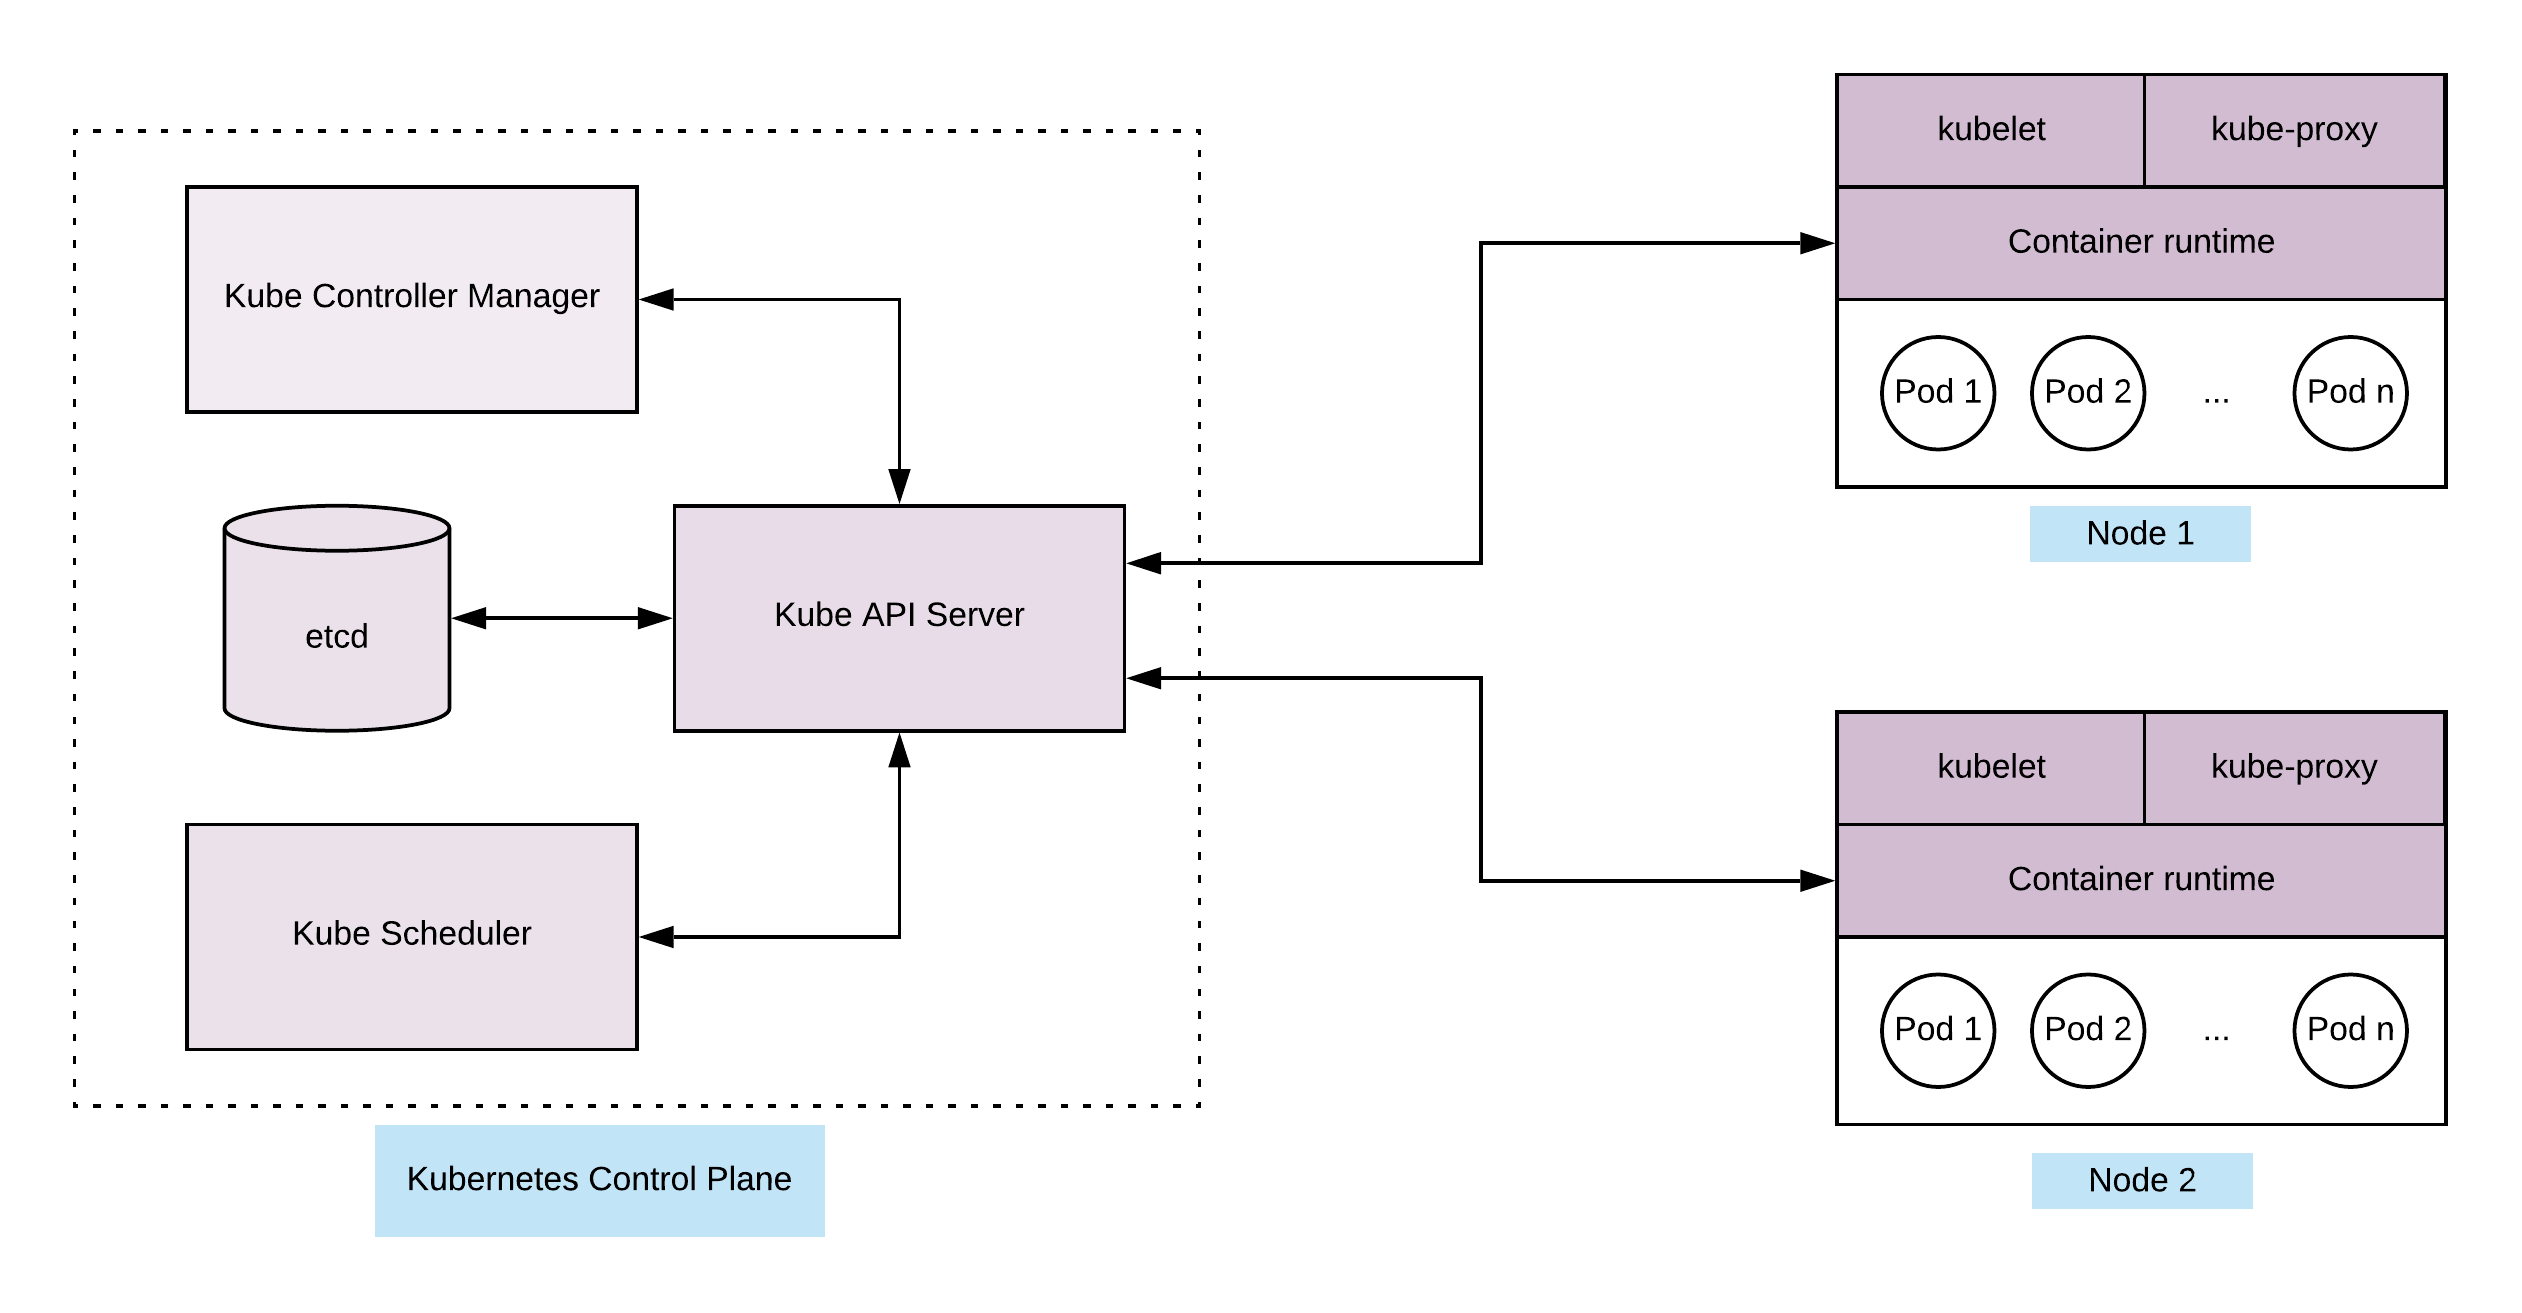 Kube Controller Manager
etcd
Kube API Server
Kube Scheduler
Kubernetes Control Plane
kubelet
kube-proxy
Container runtime
Pod 1
Pod 2
...
Pod n
Node 1
kubelet
kube-proxy
Container runtime
Pod 1
Pod 2
...
Pod n
Node 2